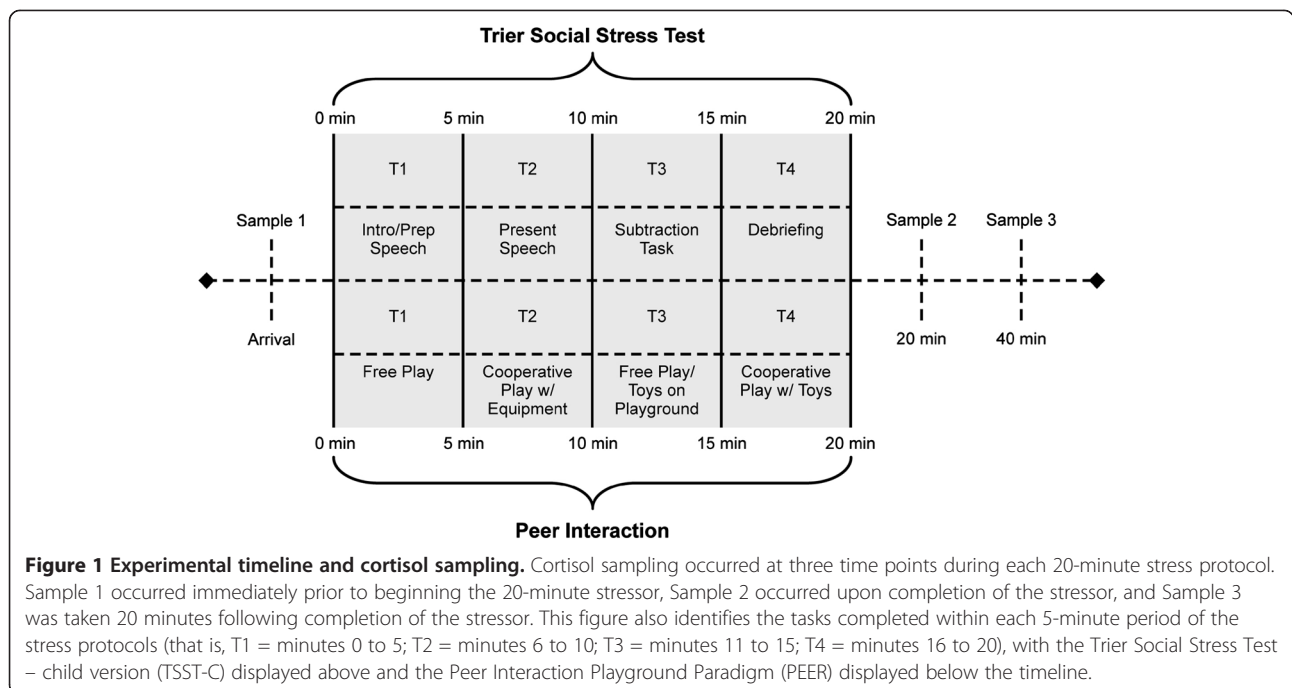 Trier Social Stress Test
0 min 5 min 10 min 15 min 20 min
T1 T2 T3 T4
Sample 1
Intro/Prep
Speech
Present
Speech
Subtraction
Task
Debriefing
Sample 2 Sample 3
T1 T2 T3 T4
Arrival
20 min 40 min
Free Play
Cooperative
Play w/
Equipment
Free Play/
Toys on
Playground
Cooperative
Play w/ Toys
0 min 5 min 10 min 15 min 20 min
Peer Interaction
Figure 1 Experimental timeline and cortisol sampling. Cortisol sampling occurred at three time points during each 20-minute stress protocol.
Sample 1 occurred immediately prior to beginning the 20-minute stressor, Sample 2 occurred upon completion of the stressor, and Sample 3
was taken 20 minutes following completion of the stressor. This figure also identifies the tasks completed within each 5-minute period of the
stress protocols (that is, T1 = minutes 0 to 5; T2 = minutes 6 to 10; T3 = minutes 11 to 15; T4 = minutes 16 to 20), with the Trier Social Stress Test
– child version (TSST-C) displayed above and the Peer Interaction Playground Paradigm (PEER) displayed below the timeline.